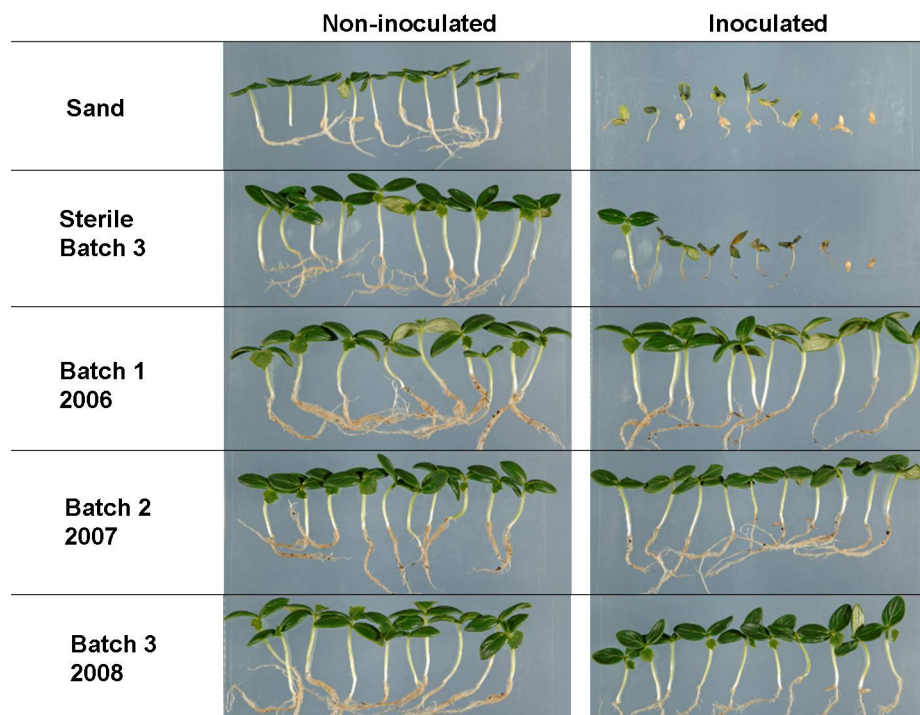 Non-inoculated
Inoculated
Sand
Sterile
Batch 3
Batch 1
2006
Batch 2
2007
Batch 3
2008